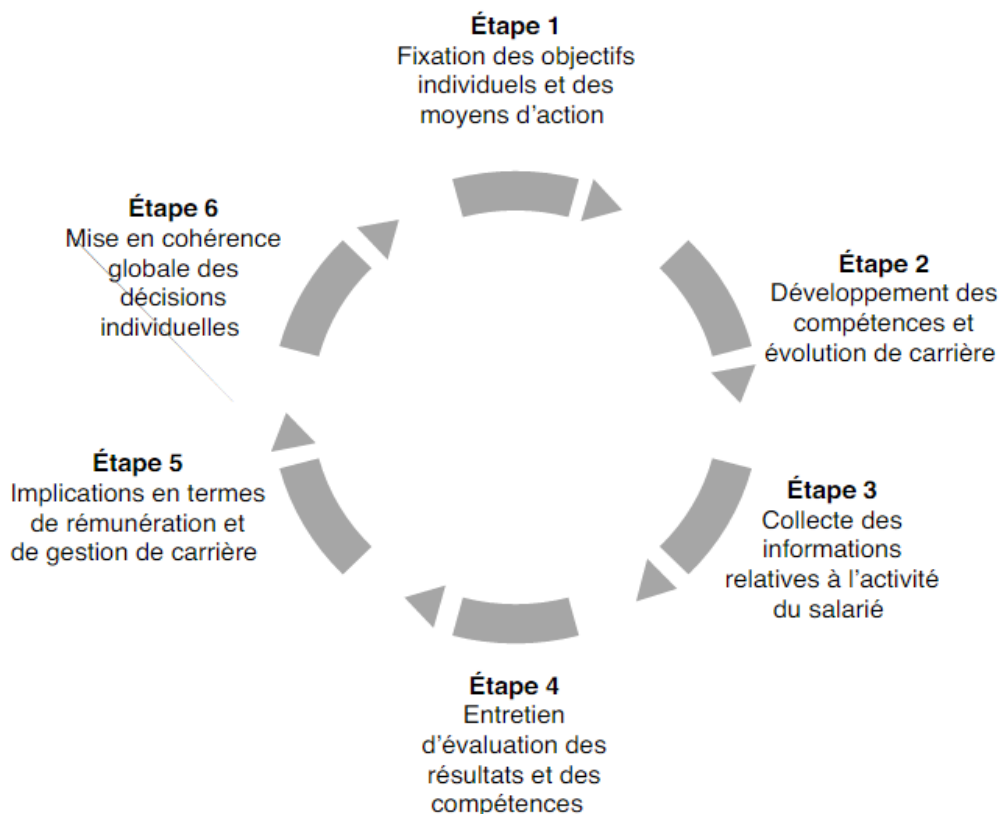 Étape 1
Fixation des objectifs
individuels et des
moyens d'action
Étape 2
Développement des
compétences et
évolution de carrière
Étape 3
Collecte des
informations
relatives à l'activité
du salarié
Étape 4
Entretien
d'évaluation des
résultats et des
compétences
Étape 5
Implications en termes
de rémunération et
de gestion de carrière
Étape 6
Mise en cohérence
globale des
décisions
individuelles